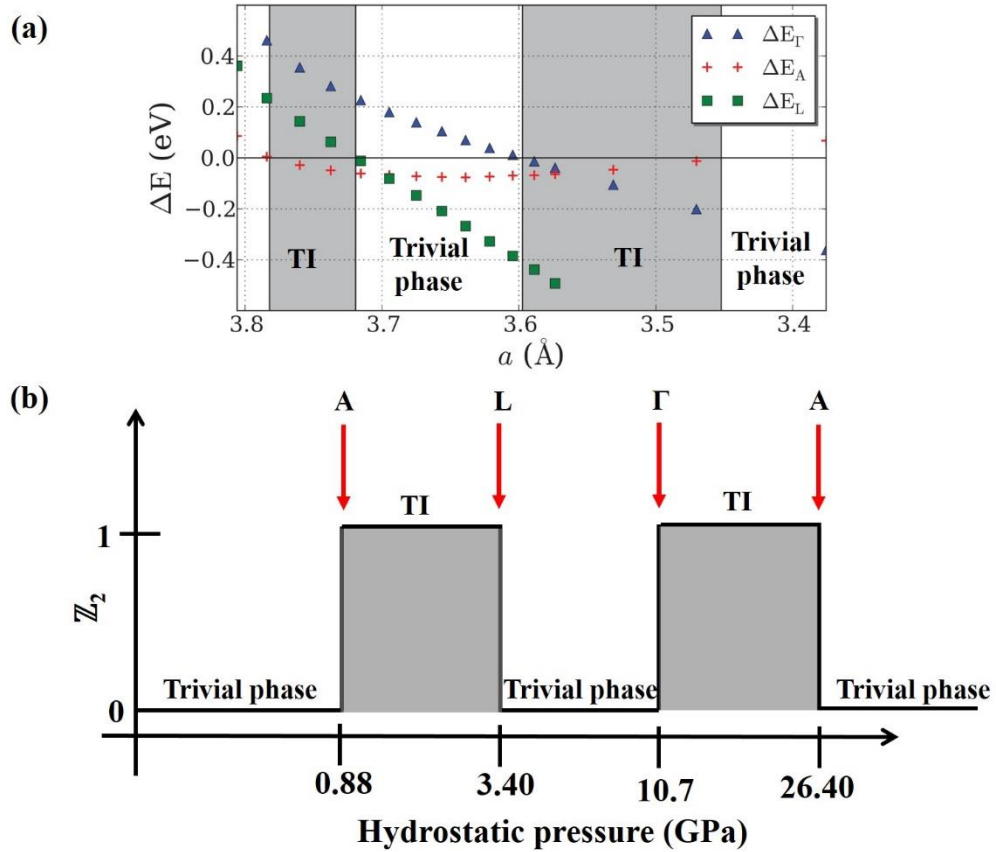 (a)
0.4
0.2
0.0
−0.2
−0.4
ΔE (eV)
ΔE_Γ
ΔE_A
ΔE_L
TI
Trivial
phase
TI
Trivial
phase
3.8 3.7 3.6 3.5 3.4
a (Å)
(b)
A L Γ A
TI TI
1
ℤ₂
Trivial phase Trivial phase Trivial phase
0
0.88 3.40 10.7 26.40
Hydrostatic pressure (GPa)